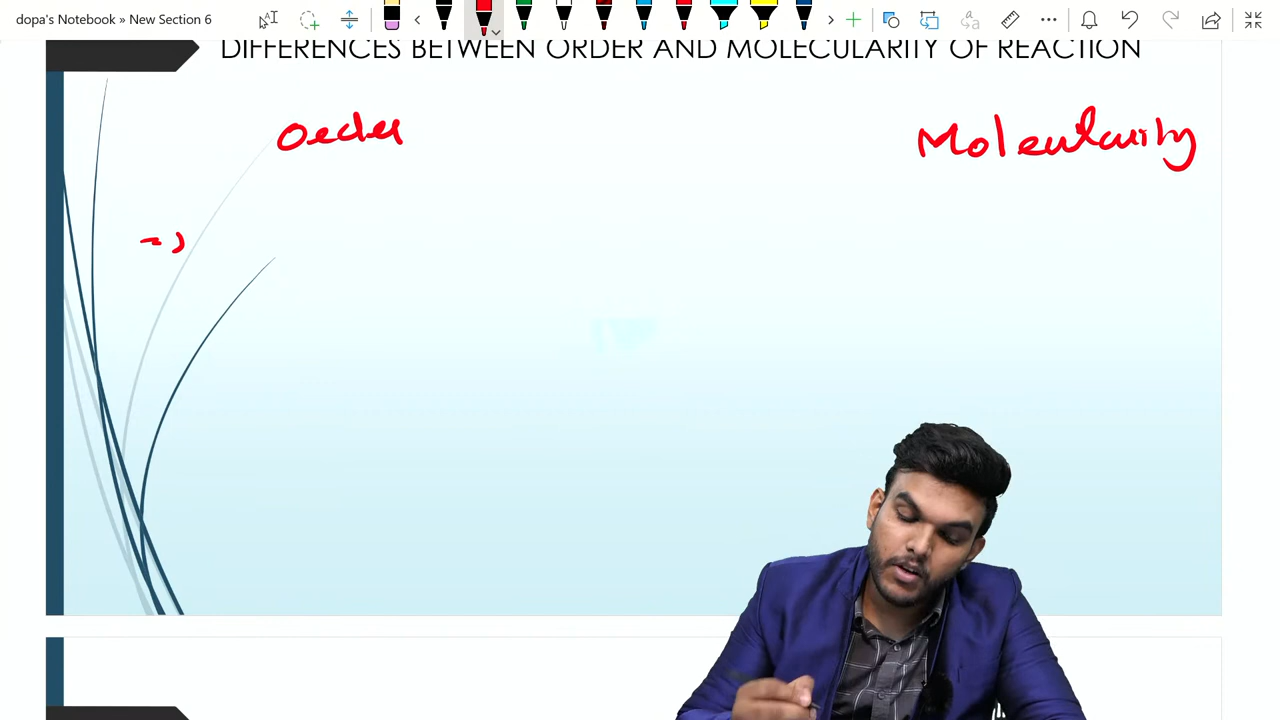 dopa's Notebook » New Section 6
DIFFERENCES BETWEEN ORDER AND MOLECULARITY OF REACTION
Order
Molecularity
=>